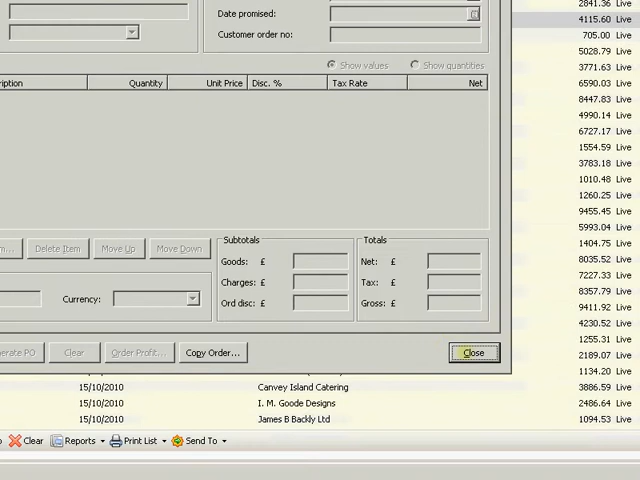 2841.36 Live
Date promised:
4115.60 Live
Customer order no:
705.00 Live
5028.79 Live
Show values Show quantities
3771.63 Live
ription Quantity Unit Price Disc. % Tax Rate Net
6590.03 Live
8447.83 Live
4990.14 Live
6727.17 Live
1554.59 Live
3783.18 Live
1010.48 Live
1260.25 Live
9455.45 Live
5993.04 Live
m... Delete Item Move Up Move Down
Subtotals
Totals
1404.75 Live
Goods: £
Net: £
8035.52 Live
7227.33 Live
Charges: £
Tax: £
8357.79 Live
Currency:
Ord disc: £
Gross: £
9411.92 Live
4230.52 Live
1255.31 Live
erate PO Clear Order Profit... Copy Order... Close
2189.07 Live
1134.20 Live
15/10/2010 Canvey Island Catering 3886.59 Live
15/10/2010 I. M. Goode Designs 2486.64 Live
15/10/2010 James B Backly Ltd 1094.53 Live
Clear Reports Print List Send To